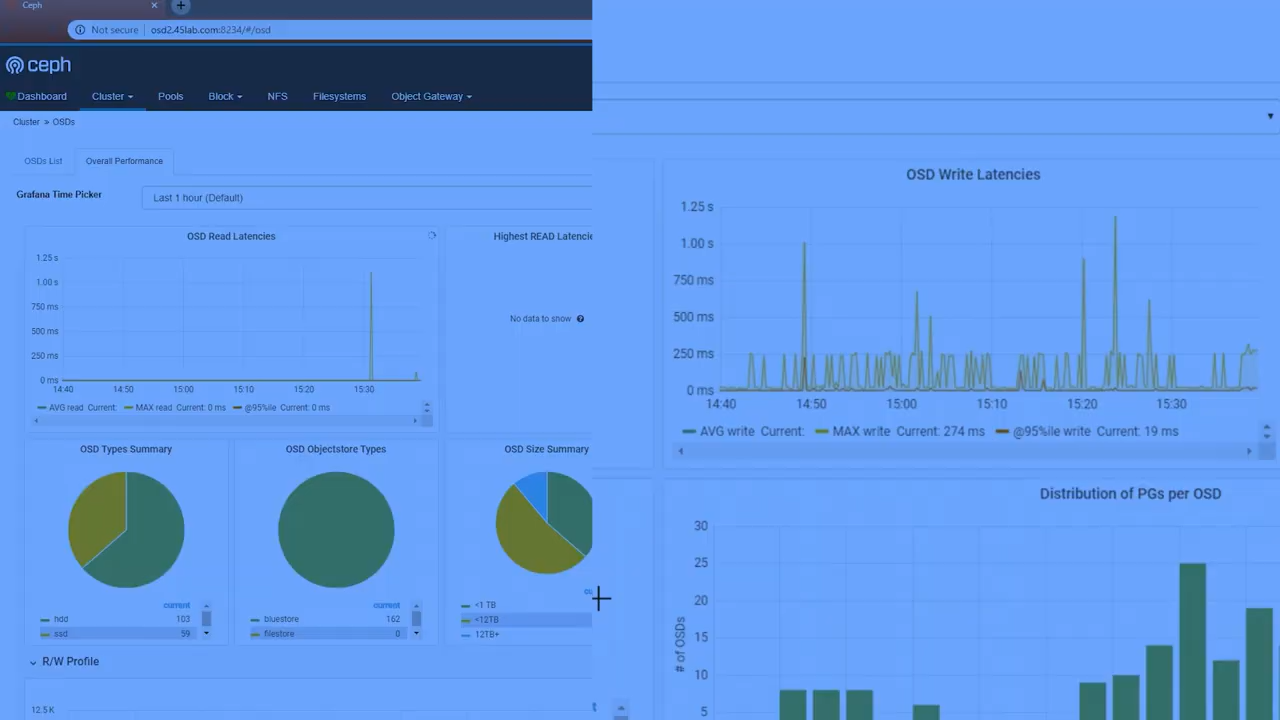 Ceph
Not secure osd2.45lab.com:8234/#/osd
ceph
Dashboard Cluster Pools Block NFS Filesystems Object Gateway
Cluster > OSDs
OSDs List Overall Performance
Grafana Time Picker Last 1 hour (Default)
OSD Read Latencies
1.25 s
1.00 s
750 ms
500 ms
250 ms
0 ms
14:40 14:50 15:00 15:10 15:20 15:30
AVG read Current: MAX read Current: 0 ms @95%ile Current: 0 ms
Highest READ Latencie
No data to show
OSD Write Latencies
1.25 s
1.00 s
750 ms
500 ms
250 ms
0 ms
14:40 14:50 15:00 15:10 15:20 15:30
AVG write Current: MAX write Current: 274 ms @95%ile write Current: 19 ms
OSD Types Summary
current
hdd 103
ssd 59
OSD Objectstore Types
current
bluestore 162
filestore 0
OSD Size Summary
cu
<1 TB
<12TB
12TB+
Distribution of PGs per OSD
# of OSDs
30
25
20
15
10
5
R/W Profile
12.5 K